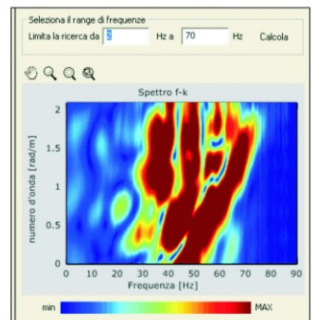 Seleziona il range di frequenze
Limita la ricerca da 2 Hz a 70 Hz Calcola
Spettro f-k
numero d'onda [rad/m]
2
1.5
1
0.5
0
0 10 20 30 40 50 60 70 80 90
Frequenza [Hz]
min MAX